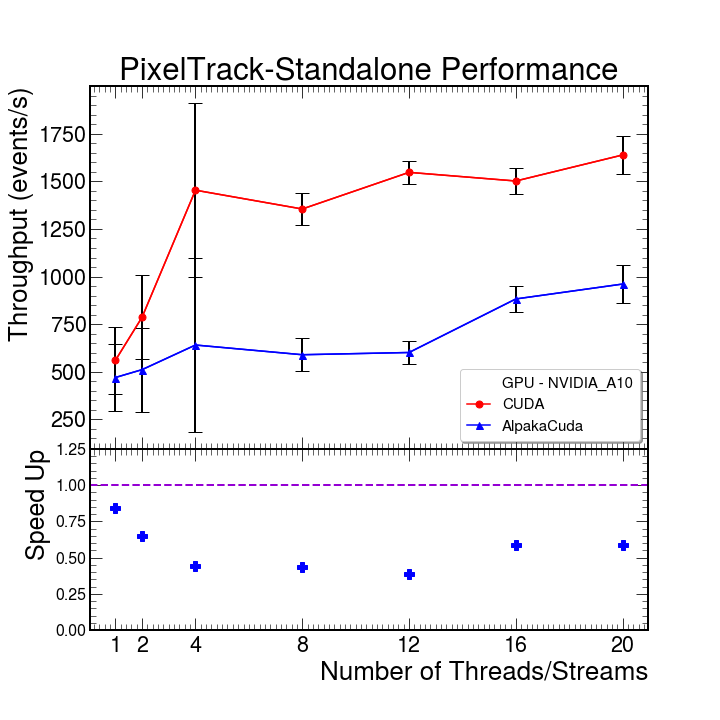 PixelTrack-Standalone Performance
Throughput (events/s)
1750
1500
1250
1000
750
500
250
GPU - NVIDIA_A10
CUDA
AlpakaCuda
Speed Up
1.25
1.00
0.75
0.50
0.25
0.00
1 2 4 8 12 16 20
Number of Threads/Streams